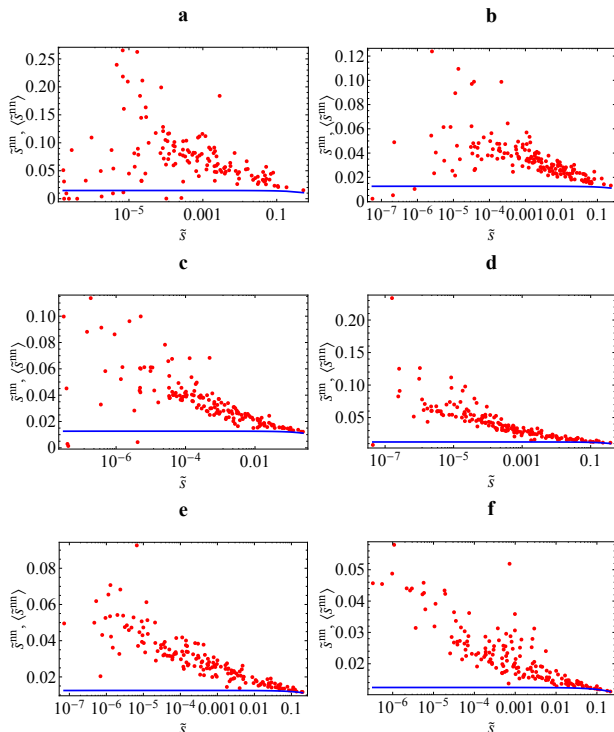 a
b
0.25
0.20
0.15
0.10
0.05
0
s̃ⁿⁿ, ⟨s̃ⁿⁿ⟩
10⁻⁵ 0.001 0.1
s̃
0.12
0.10
0.08
0.06
0.04
0.02
0
s̃ⁿⁿ, ⟨s̃ⁿⁿ⟩
10⁻⁷ 10⁻⁶ 10⁻⁵ 10⁻⁴ 0.001 0.01 0.1
s̃
c
d
0.10
0.08
0.06
0.04
0.02
0
s̃ⁿⁿ, ⟨s̃ⁿⁿ⟩
10⁻⁶ 10⁻⁴ 0.01
s̃
0.20
0.15
0.10
0.05
s̃ⁿⁿ, ⟨s̃ⁿⁿ⟩
10⁻⁷ 10⁻⁵ 0.001 0.1
s̃
e
f
0.08
0.06
0.04
0.02
s̃ⁿⁿ, ⟨s̃ⁿⁿ⟩
10⁻⁷ 10⁻⁶ 10⁻⁵ 10⁻⁴ 0.001 0.01 0.1
s̃
0.05
0.04
0.03
0.02
s̃ⁿⁿ, ⟨s̃ⁿⁿ⟩
10⁻⁶ 10⁻⁵ 10⁻⁴ 0.001 0.01 0.1
s̃